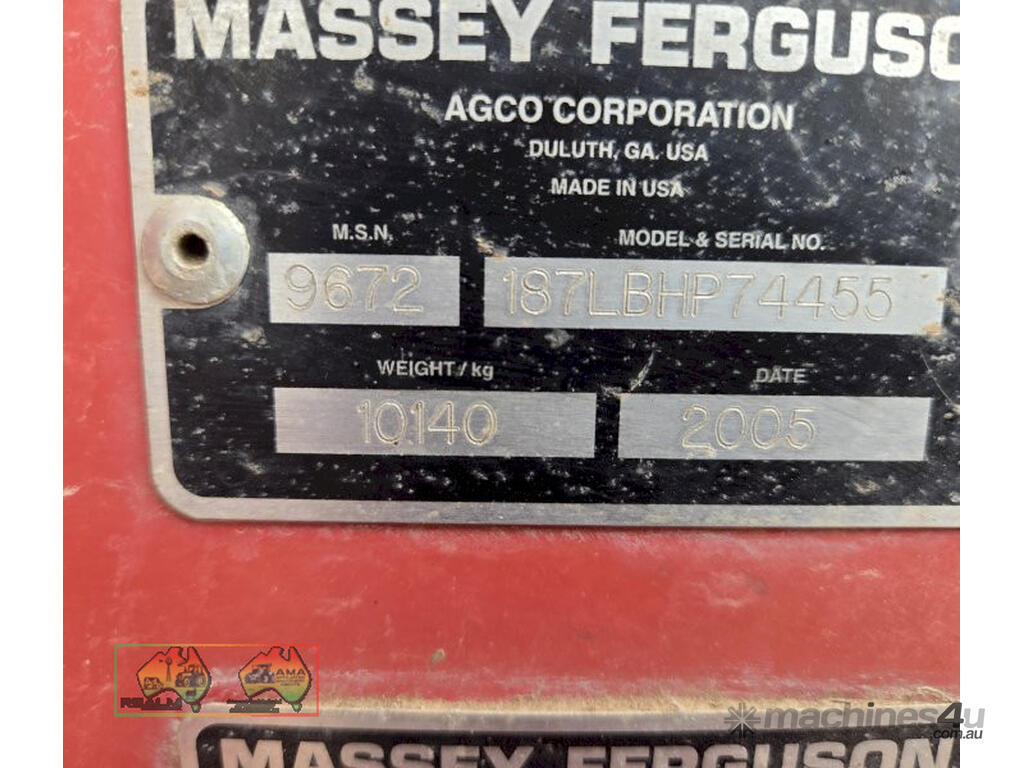 MASSEY FERGUSO
AGCO CORPORATION
DULUTH, GA. USA
MADE IN USA
M.S.N.
MODEL & SERIAL NO.
9672
187LBHP74455
WEIGHT / kg
DATE
10140
2005
AMA
machines4u
.com.au
MASSEY FERGUSON